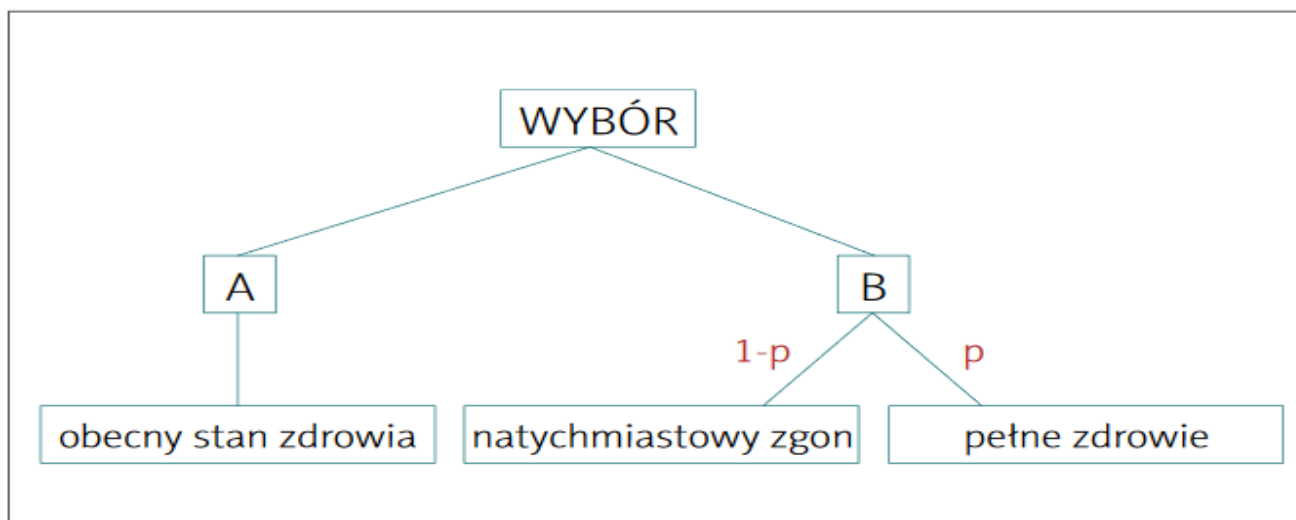 WYBÓR
A
B
1-p
p
obecny stan zdrowia
natychmiastowy zgon
pełne zdrowie